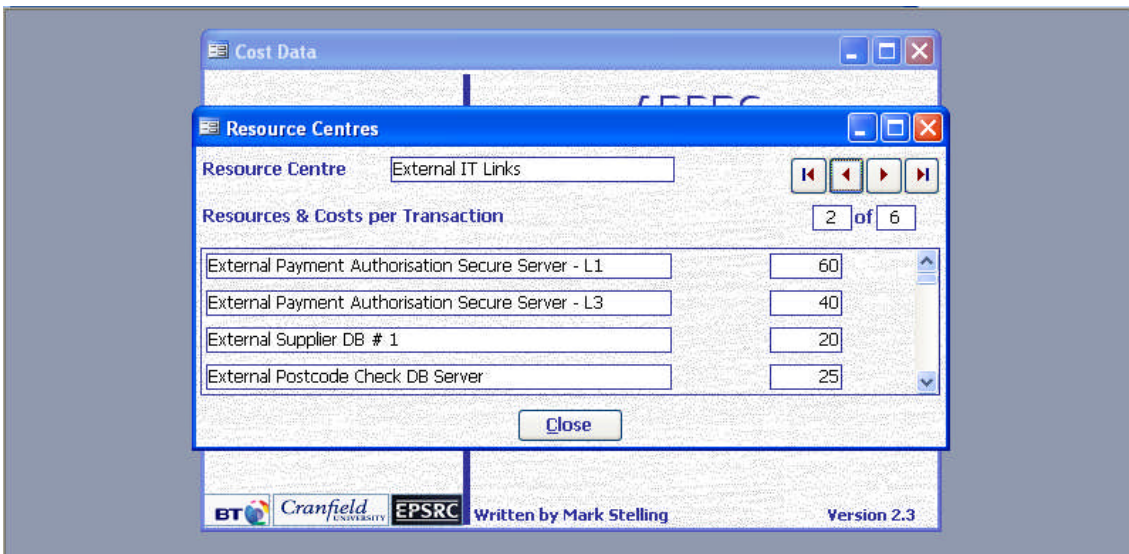 Cost Data
Resource Centres
Resource Centre External IT Links
Resources & Costs per Transaction 2 of 6
External Payment Authorisation Secure Server - L1 60
External Payment Authorisation Secure Server - L3 40
External Supplier DB # 1 20
External Postcode Check DB Server 25
Close
BT Cranfield UNIVERSITY EPSRC Written by Mark Stelling Version 2.3